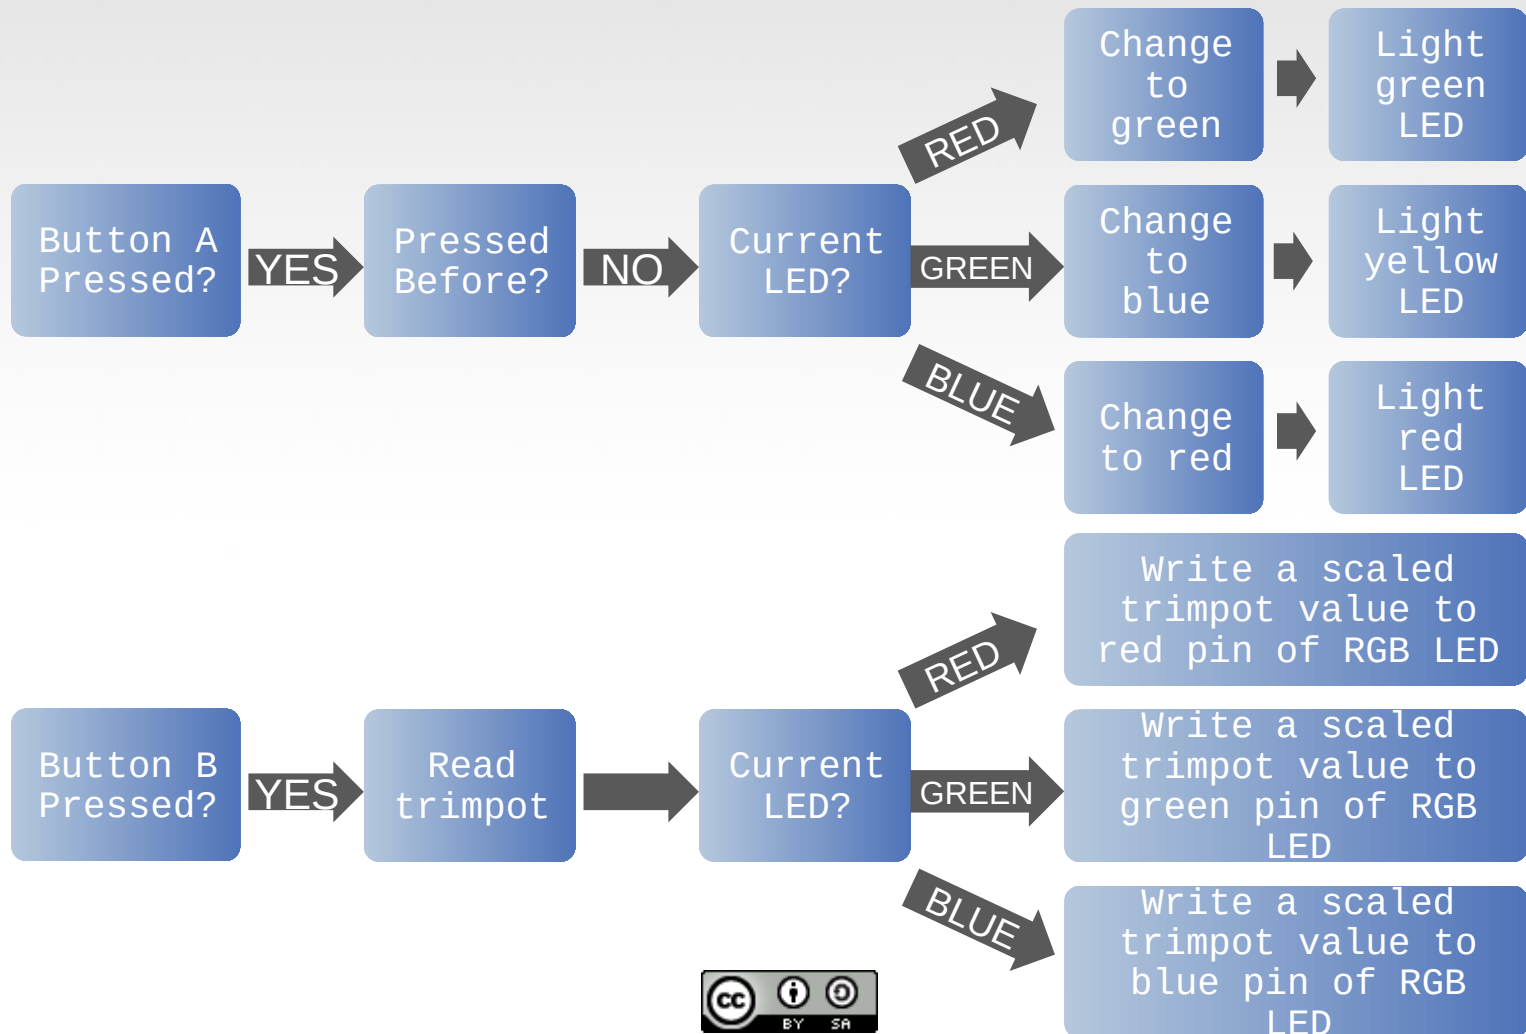 Button A
Pressed?
YES
Pressed
Before?
NO
Current
LED?
RED
Change
to
green
Light
green
LED
GREEN
Change
to
blue
Light
yellow
LED
BLUE
Change
to red
Light
red
LED
Button B
Pressed?
YES
Read
trimpot
Current
LED?
RED
Write a scaled
trimpot value to
red pin of RGB LED
GREEN
Write a scaled
trimpot value to
green pin of RGB
LED
BLUE
Write a scaled
trimpot value to
blue pin of RGB
LED
cc
BY SA